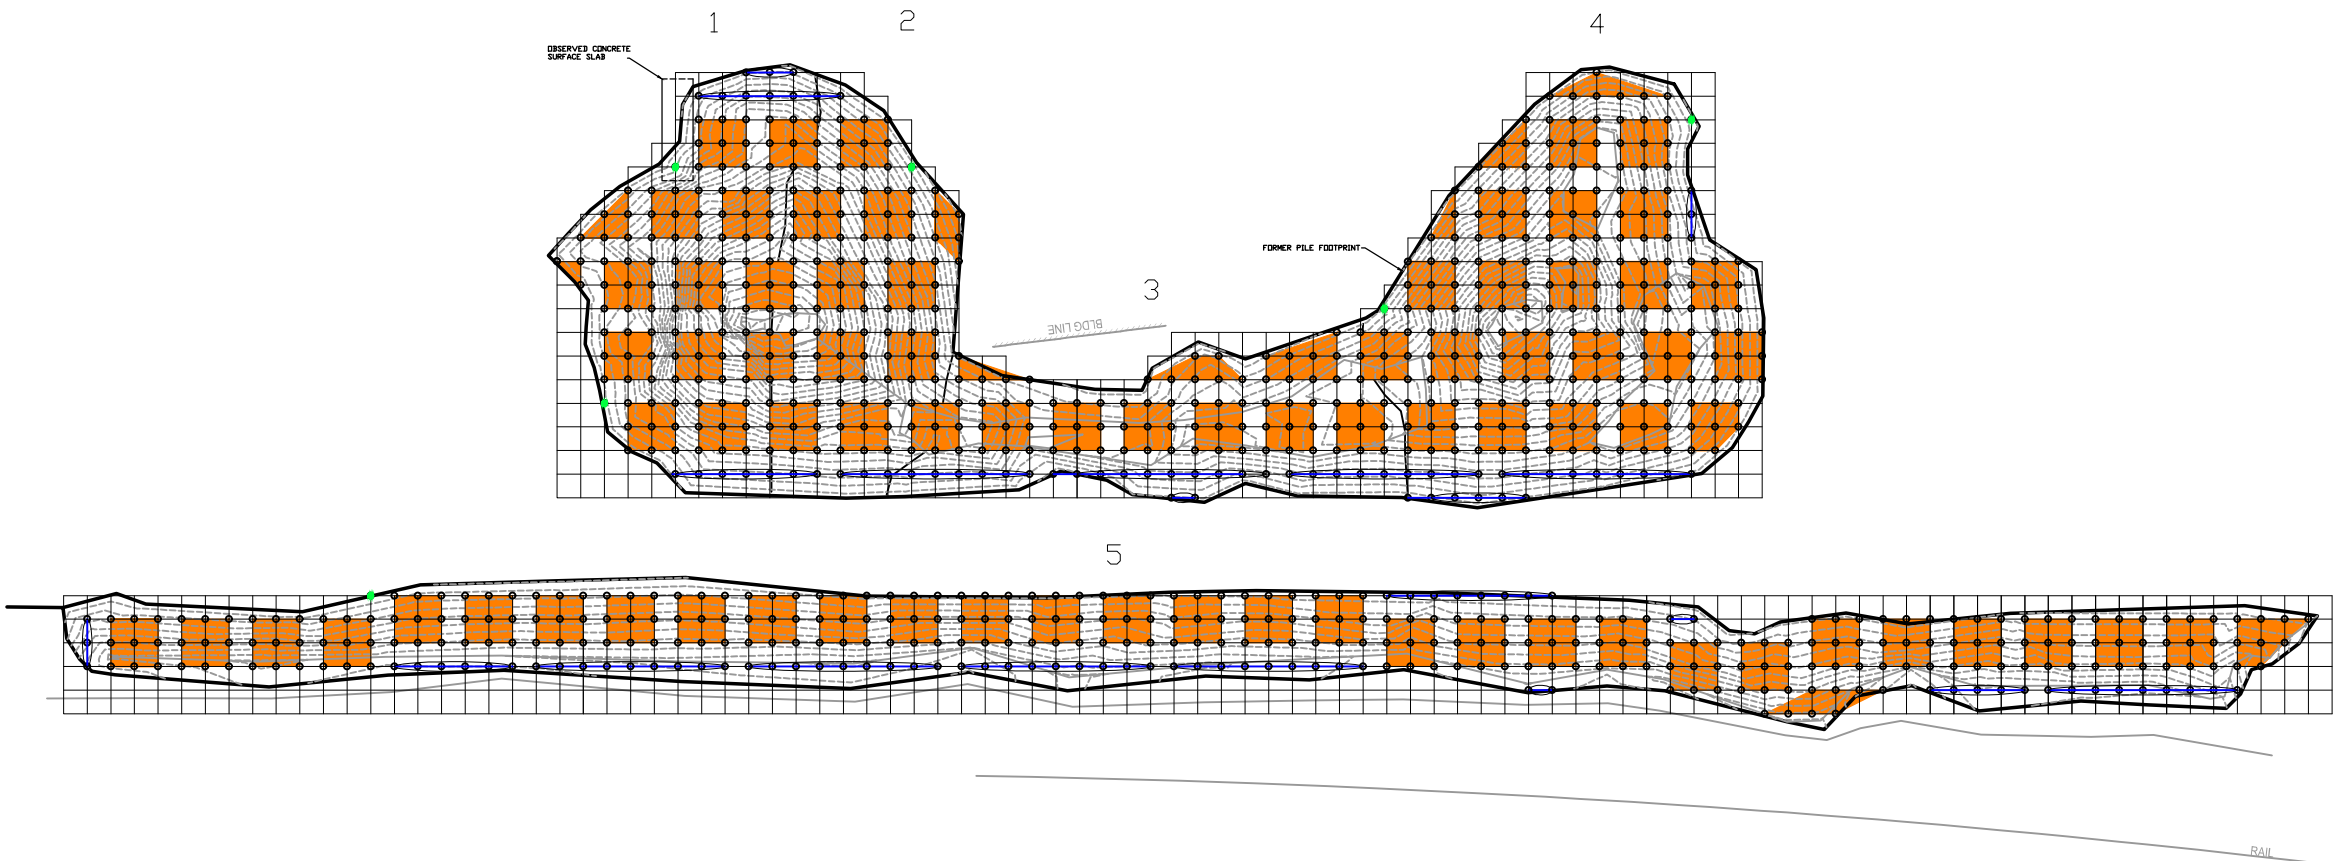 1
2
4
OBSERVED CONCRETE
SURFACE SLAB
FORMER PILE FOOTPRINT
3
BLDG LINE
5
RAIL